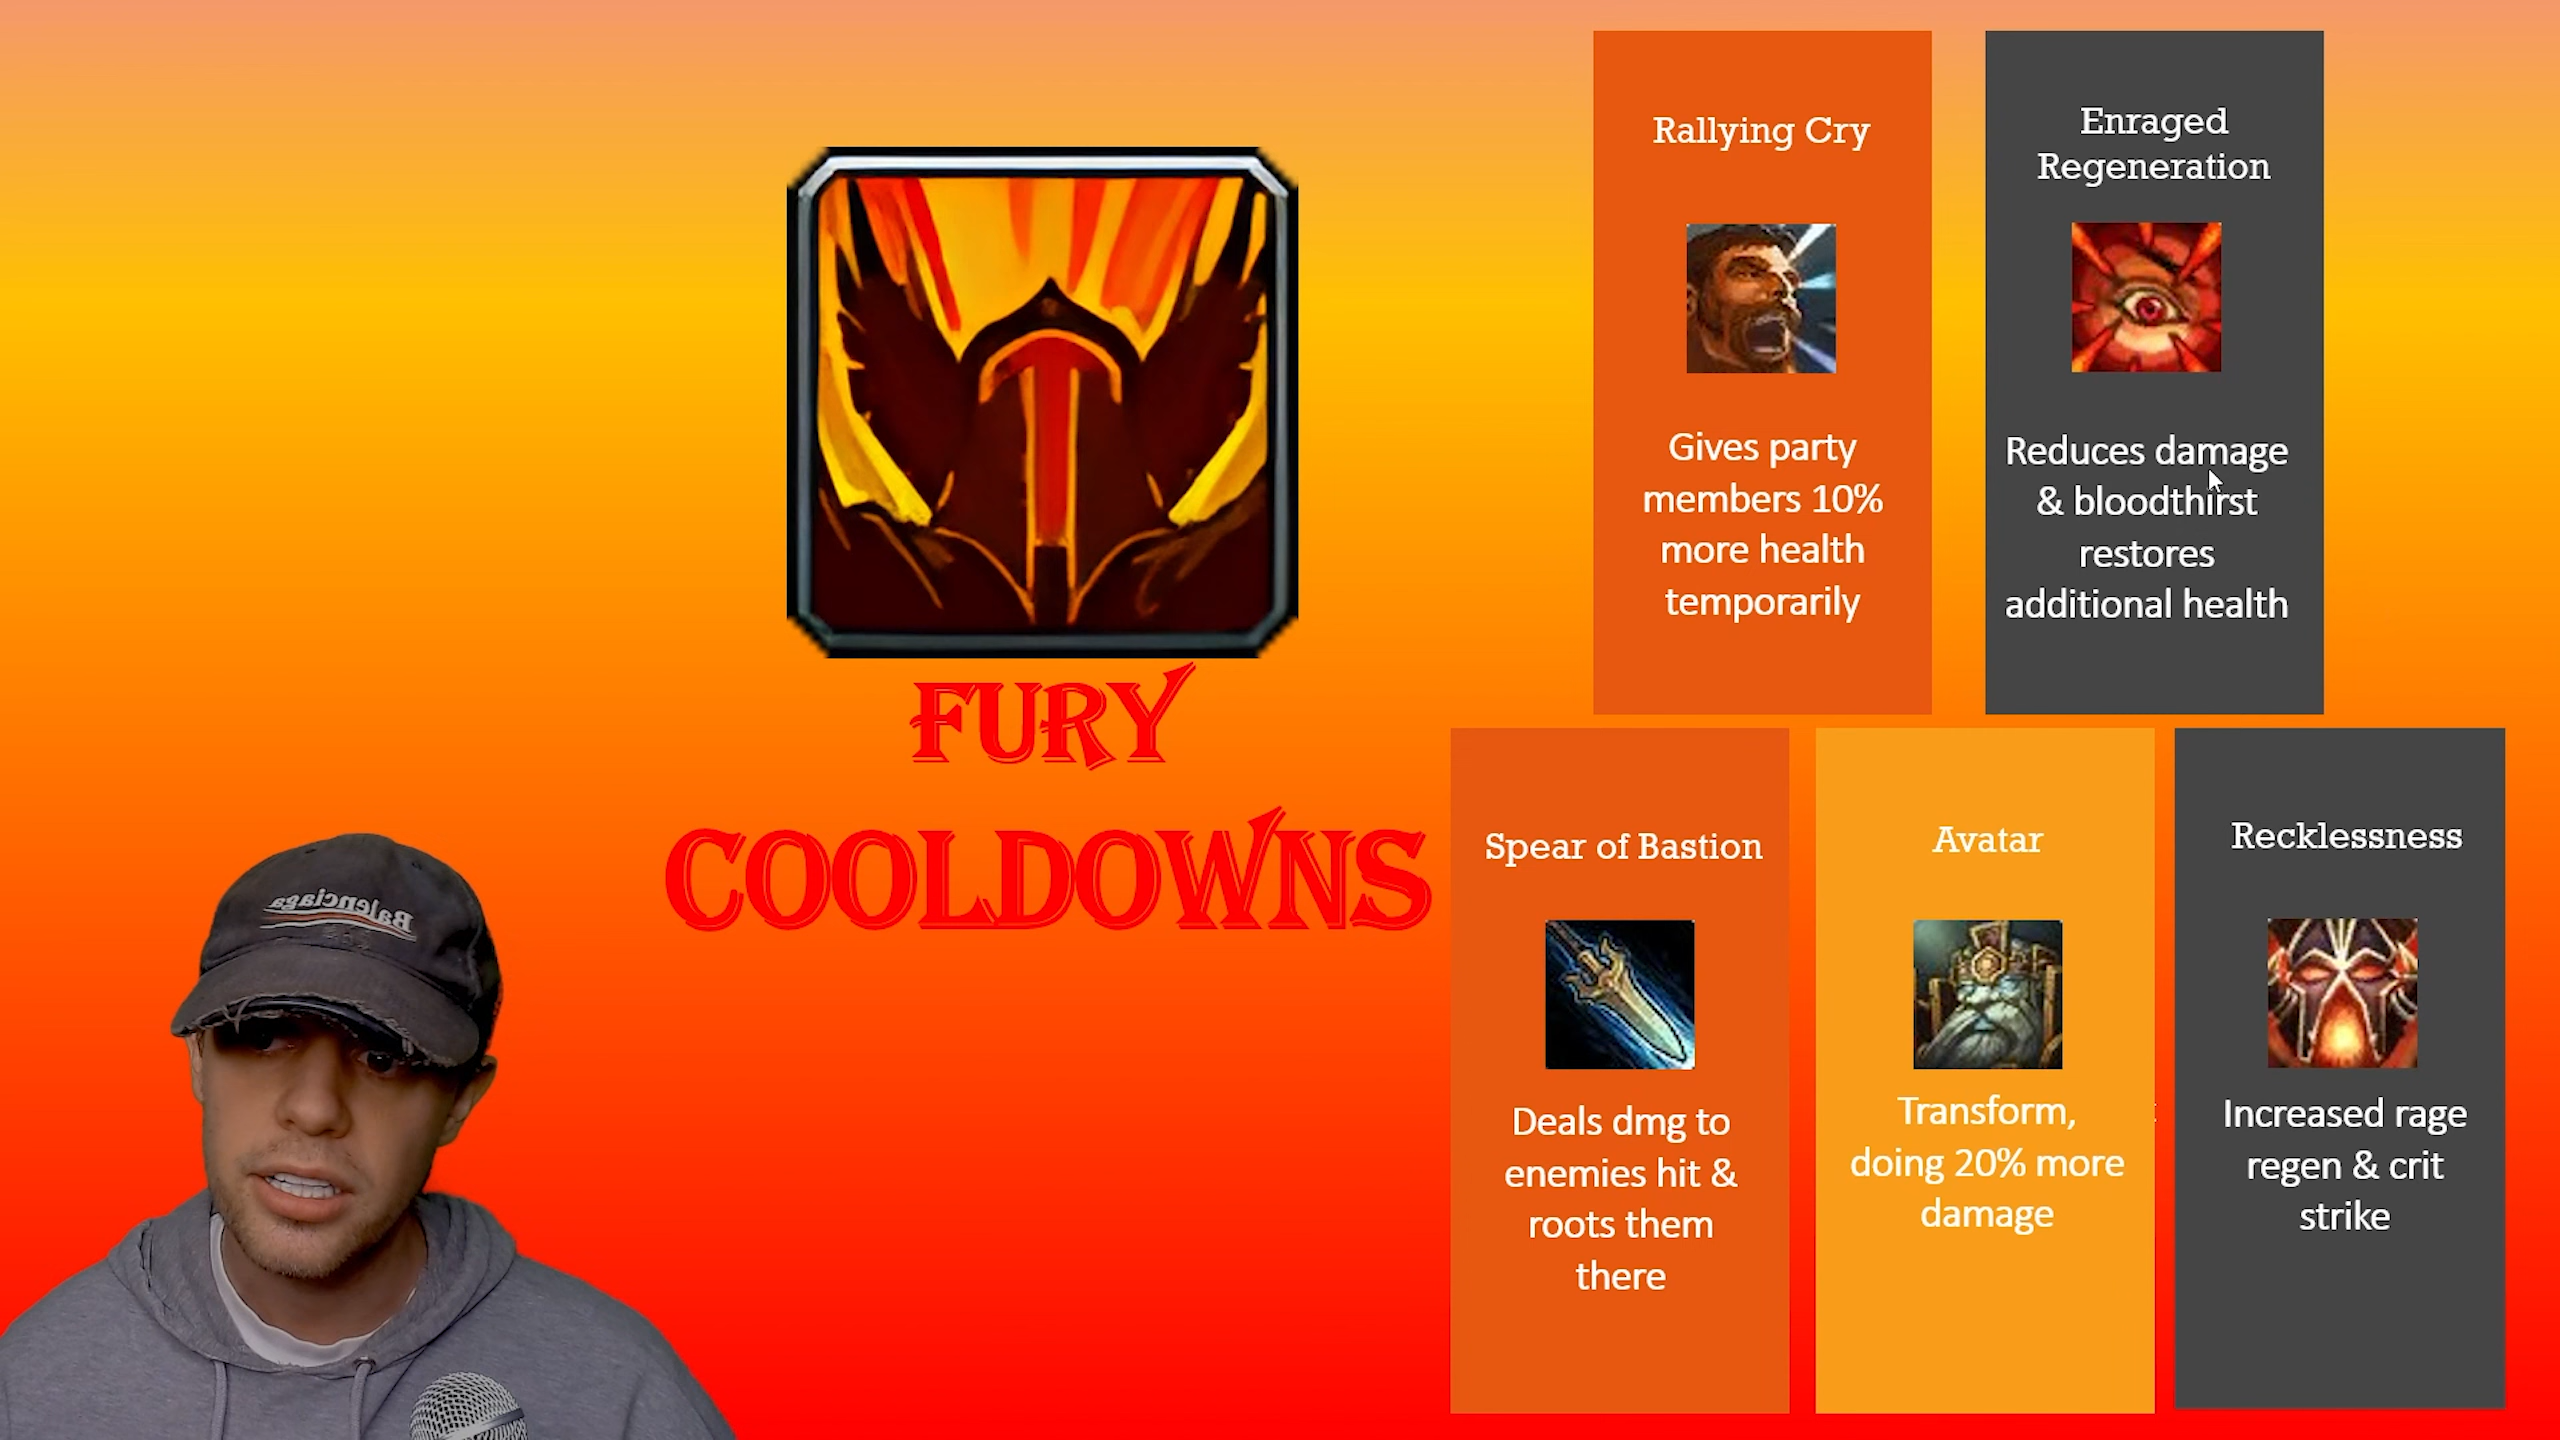 Rallying Cry
Gives party
members 10%
more health
temporarily
Enraged
Regeneration
Reduces damage
& bloodthirst
restores
additional health
FURY
COOLDOWNS
Spear of Bastion
Deals dmg to
enemies hit &
roots them
there
Avatar
Transform,
doing 20% more
damage
Recklessness
Increased rage
regen & crit
strike
Balenciaga